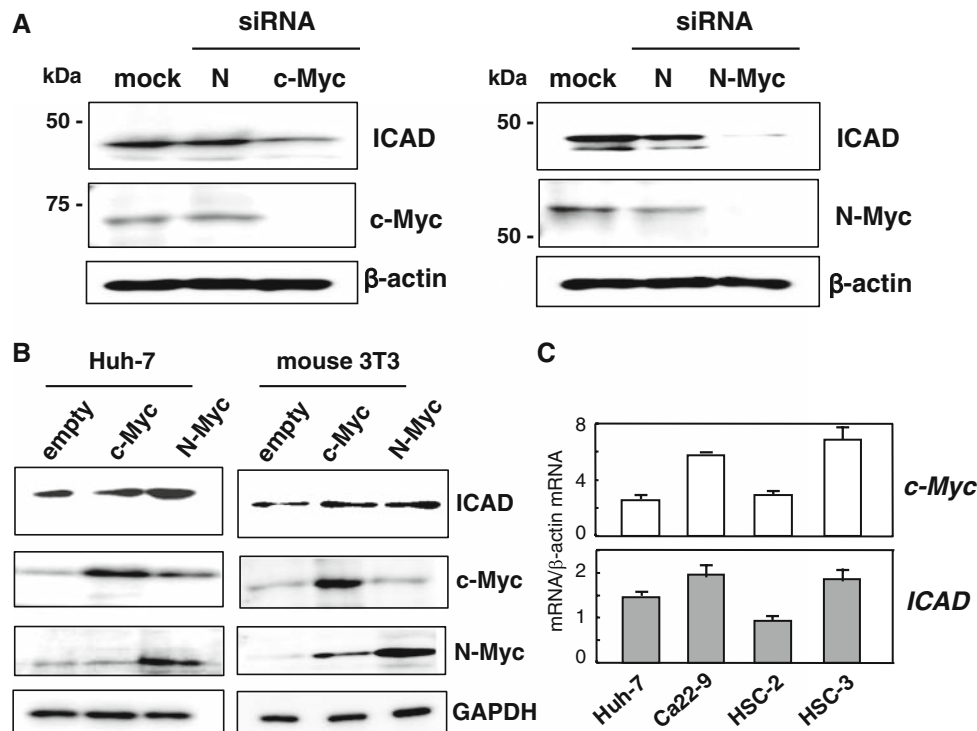 A
siRNA
kDa
mock N c-Myc
50 -
ICAD
75 -
c-Myc
β-actin
siRNA
mock N N-Myc
50 -
ICAD
N-Myc
50 -
β-actin
B
Huh-7
mouse 3T3
empty c-Myc N-Myc
empty c-Myc N-Myc
ICAD
c-Myc
N-Myc
GAPDH
C
mRNA/β-actin mRNA
8
4
0
c-Myc
2
1
0
ICAD
Huh-7 Ca22-9 HSC-2 HSC-3